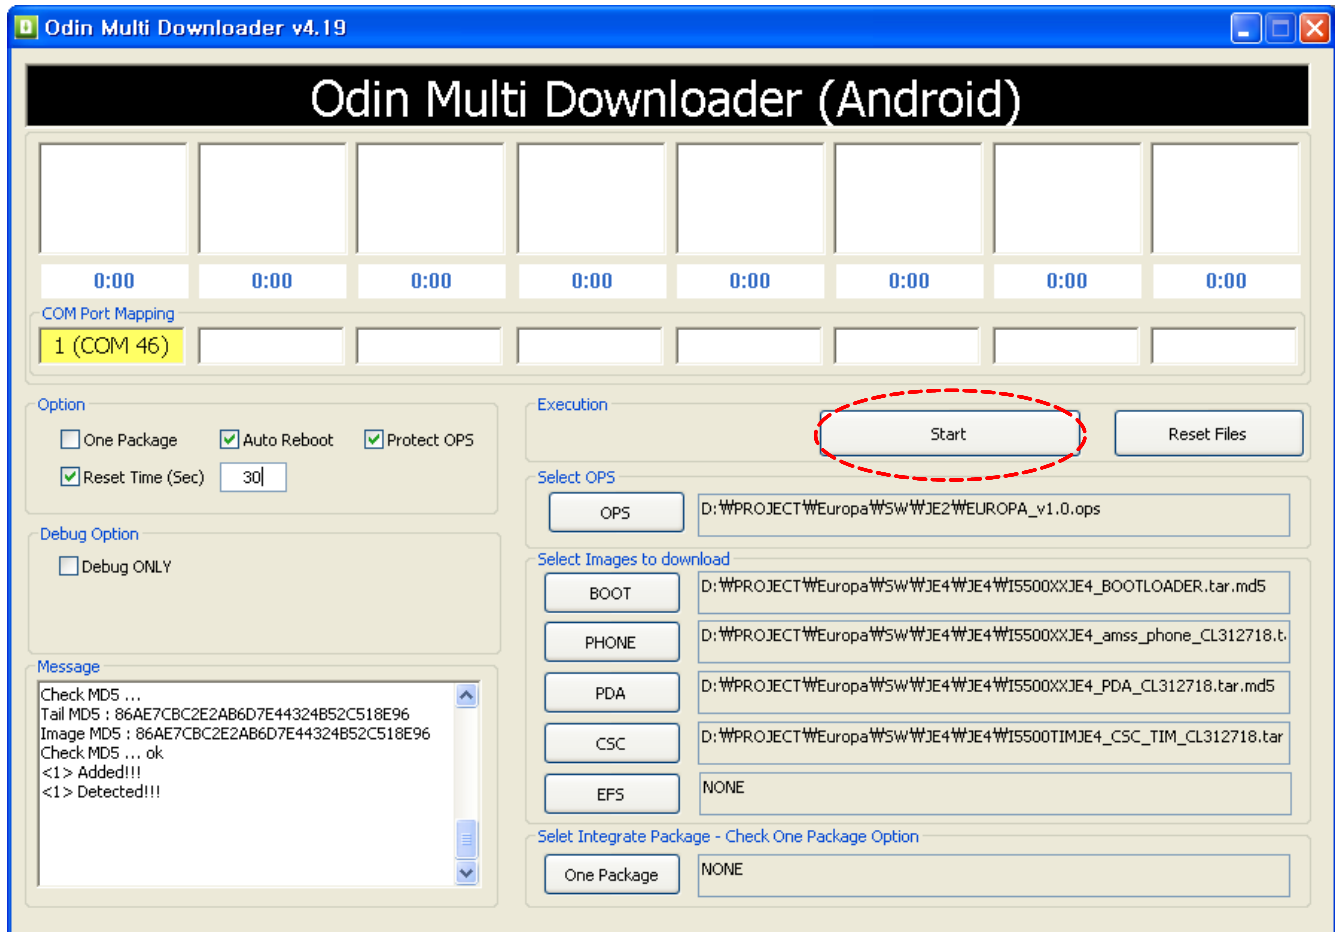 Odin Multi Downloader v4.19
Odin Multi Downloader (Android)
0:00 0:00 0:00 0:00 0:00 0:00 0:00 0:00
COM Port Mapping
1 (COM 46)
Option
One Package Auto Reboot Protect OPS
Reset Time (Sec) 30
Debug Option
Debug ONLY
Message
Check MD5 ...
Tail MD5 : 86AE7CBC2E2AB6D7E44324B52C518E96
Image MD5 : 86AE7CBC2E2AB6D7E44324B52C518E96
Check MD5 ... ok
<1> Added!!!
<1> Detected!!!
Execution
Start Reset Files
Select OPS
OPS D:₩PROJECT₩Europa₩SW₩JE2₩EUROPA_v1.0.ops
Select Images to download
BOOT D:₩PROJECT₩Europa₩SW₩JE4₩JE4₩I5500XXJE4_BOOTLOADER.tar.md5
PHONE D:₩PROJECT₩Europa₩SW₩JE4₩JE4₩I5500XXJE4_amss_phone_CL312718.t
PDA D:₩PROJECT₩Europa₩SW₩JE4₩JE4₩I5500XXJE4_PDA_CL312718.tar.md5
CSC D:₩PROJECT₩Europa₩SW₩JE4₩JE4₩I5500TIMJE4_CSC_TIM_CL312718.tar
EFS NONE
Selet Integrate Package - Check One Package Option
One Package NONE